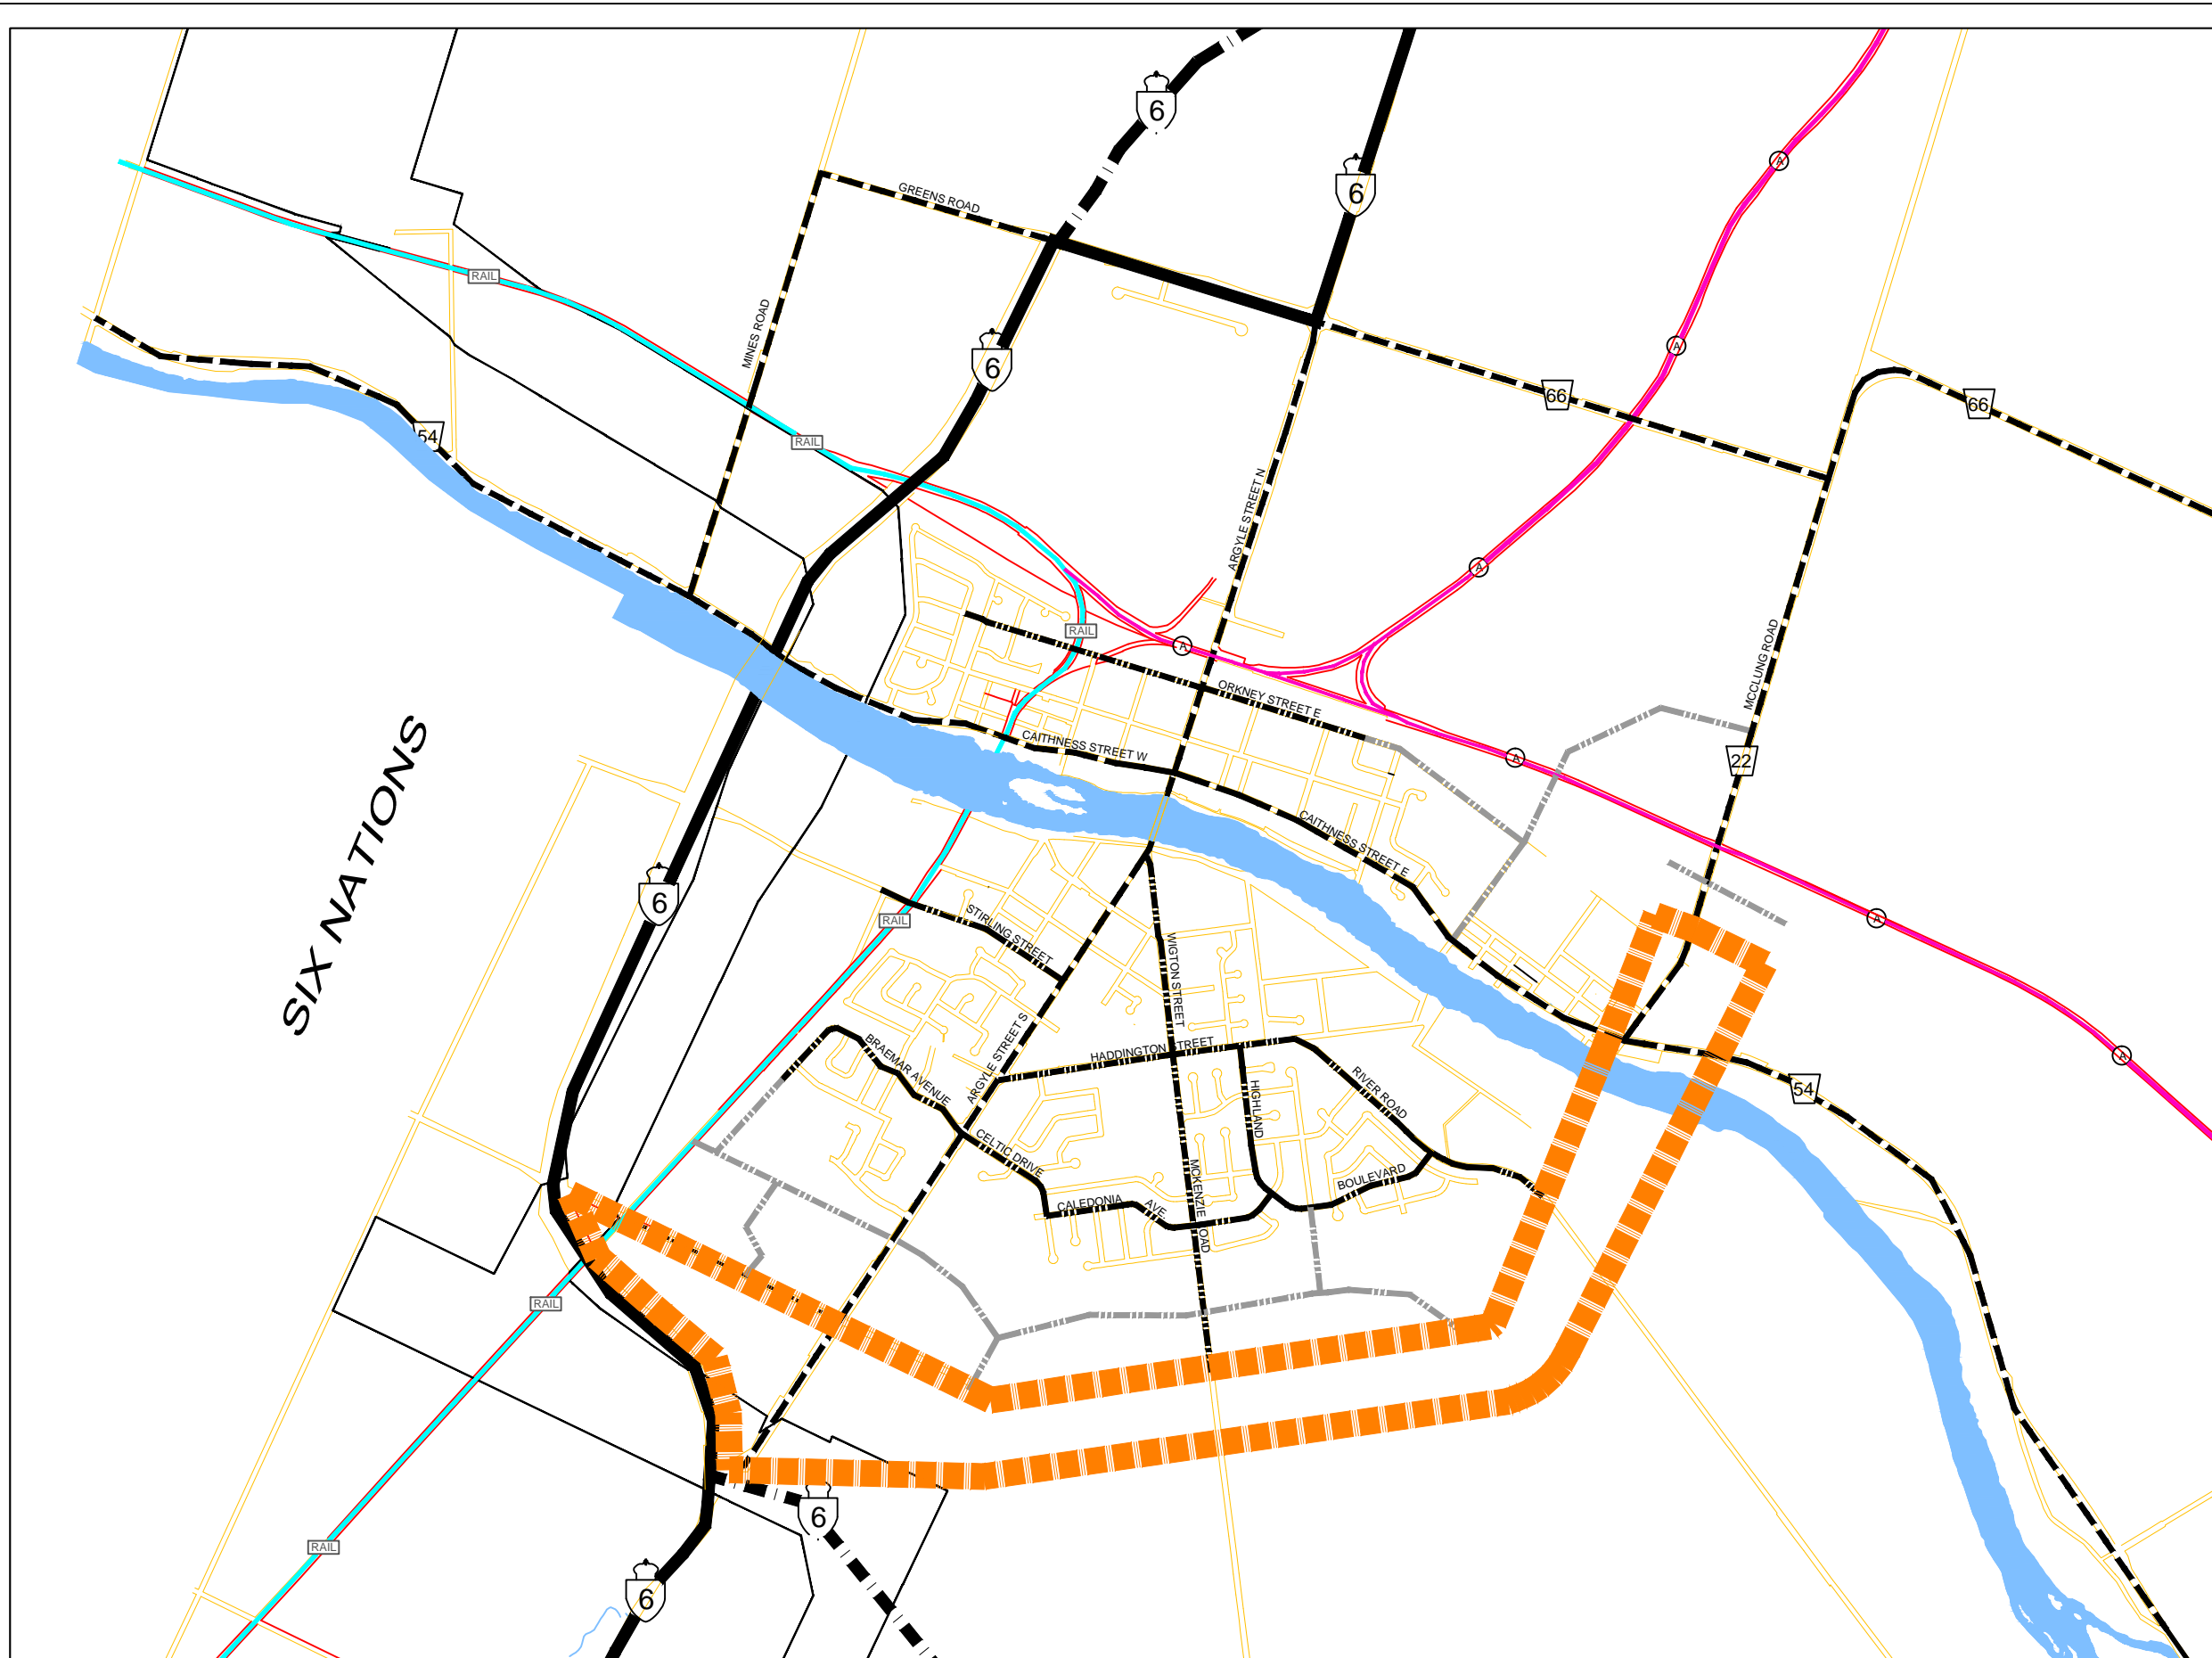 6
6
GREENS ROAD
RAIL
MINES ROAD
6
66
66
54
RAIL
ARGYLE STREET N
A
A
A
RAIL
A
ORKNEY STREET E
MCCLUNG ROAD
CAITHNESS STREET W
A
22
SIX NATIONS
CAITHNESS STREET E
6
RAIL
STIRLING STREET
A
WIGTON STREET
BRAEMAR AVENUE
ARGYLE STREET S
HADDINGTON STREET
HIGHLAND
RIVER ROAD
A
54
CELTIC DRIVE
MCKENZIE ROAD
BOULEVARD
CALEDONIA
AVE.
RAIL
6
RAIL
6